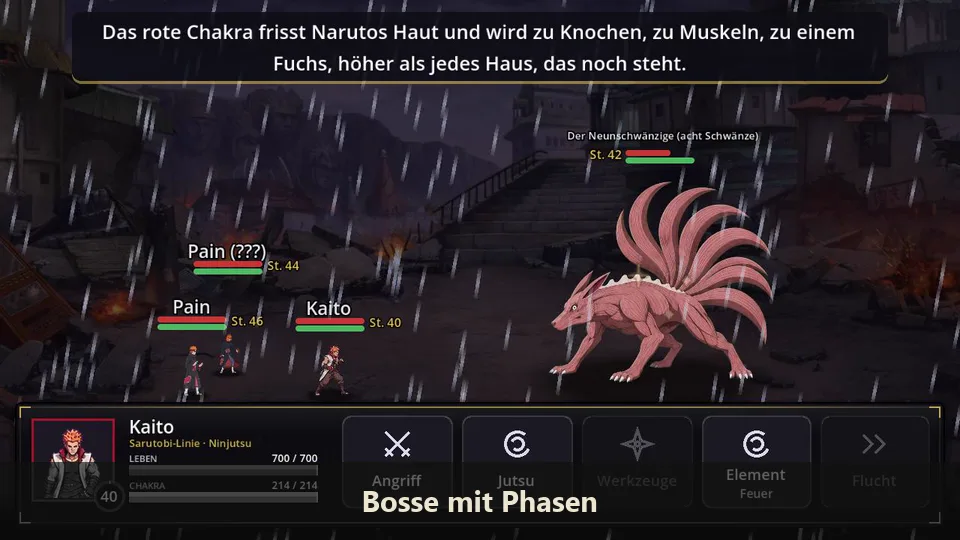 Das rote Chakra frisst Narutos Haut und wird zu Knochen, zu Muskeln, zu einem
Fuchs, höher als jedes Haus, das noch steht.
Der Neunschwänzige (acht Schwänze)
St. 42
Pain (???)
St. 44
Pain
St. 46
Kaito
St. 40
Kaito
Sarutobi-Linie · Ninjutsu
LEBEN 700 / 700
CHAKRA 214 / 214
40
Angriff
Jutsu
Werkzeuge
Element
Feuer
Flucht
Bosse mit Phasen